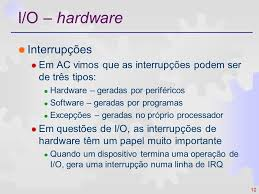 I/O – hardware
Interrupções
Em AC vimos que as interrupções podem ser
de três tipos:
Hardware – geradas por periféricos
Software – geradas por programas
Excepções – geradas no próprio processador
Em questões de I/O, as interrupções de
hardware têm um papel muito importante
Quando um dispositivo termina uma operação de
I/O, gera uma interrupção numa linha de IRQ
12